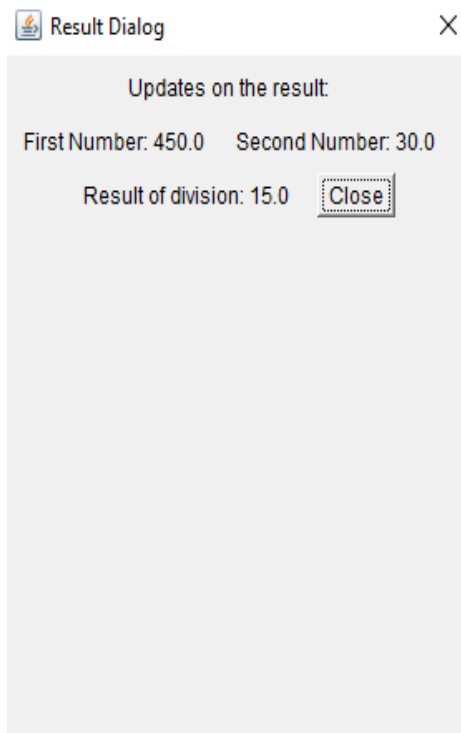 Result Dialog
Updates on the result:
First Number: 450.0 Second Number: 30.0
Result of division: 15.0 Close